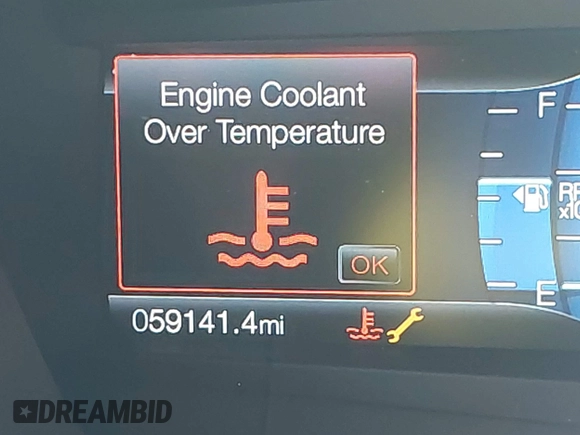 Engine Coolant
Over Temperature
OK
059141.4mi
F
E
DREAMBID